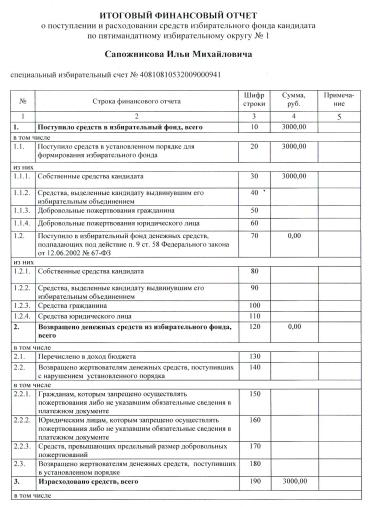 ИТОГОВЫЙ ФИНАНСОВЫЙ ОТЧЕТ
о поступлении и расходовании средств избирательного фонда кандидата
по пятимандатному избирательному округу № 1
Сапожникова Ильи Михайловича
специальный избирательный счет № 40810810532009000941
№ Строка финансового отчета Шифр строки Сумма, руб. Примеча-ние
1 2 3 4 5
1. Поступило средств в избирательный фонд, всего 10 3000,00
в том числе
1.1. Поступило средств в установленном порядке для 20 3000,00
формирования избирательного фонда
из них
1.1.1. Собственные средства кандидата 30 3000,00
1.1.2. Средства, выделенные кандидату выдвинувшим его 40
избирательным объединением
1.1.3. Добровольные пожертвования гражданина 50
1.1.4. Добровольные пожертвования юридического лица 60
1.2. Поступило в избирательный фонд денежных средств, 70 0,00
подпадающих под действие п. 9 ст. 58 Федерального закона
от 12.06.2002 № 67-ФЗ
из них
1.2.1. Собственные средства кандидата 80
1.2.2. Средства, выделенные кандидату выдвинувшим его 90
избирательным объединением
1.2.3. Средства гражданина 100
1.2.4. Средства юридического лица 110
2. Возвращено денежных средств из избирательного фонда, 120 0,00
всего
в том числе
2.1. Перечислено в доход бюджета 130
2.2. Возвращено жертвователям денежных средств, поступивших 140
с нарушением установленного порядка
в том числе
2.2.1. Гражданам, которым запрещено осуществлять 150
пожертвования либо не указавшим обязательные сведения в
платежном документе
2.2.2. Юридическим лицам, которым запрещено осуществлять 160
пожертвования либо не указавшим обязательные сведения в
платежном документе
2.2.3. Средств, превышающих предельный размер добровольных 170
пожертвований
2.3. Возвращено жертвователям денежных средств, поступивших 180
в установленном порядке
3. Израсходовано средств, всего 190 3000,00
в том числе